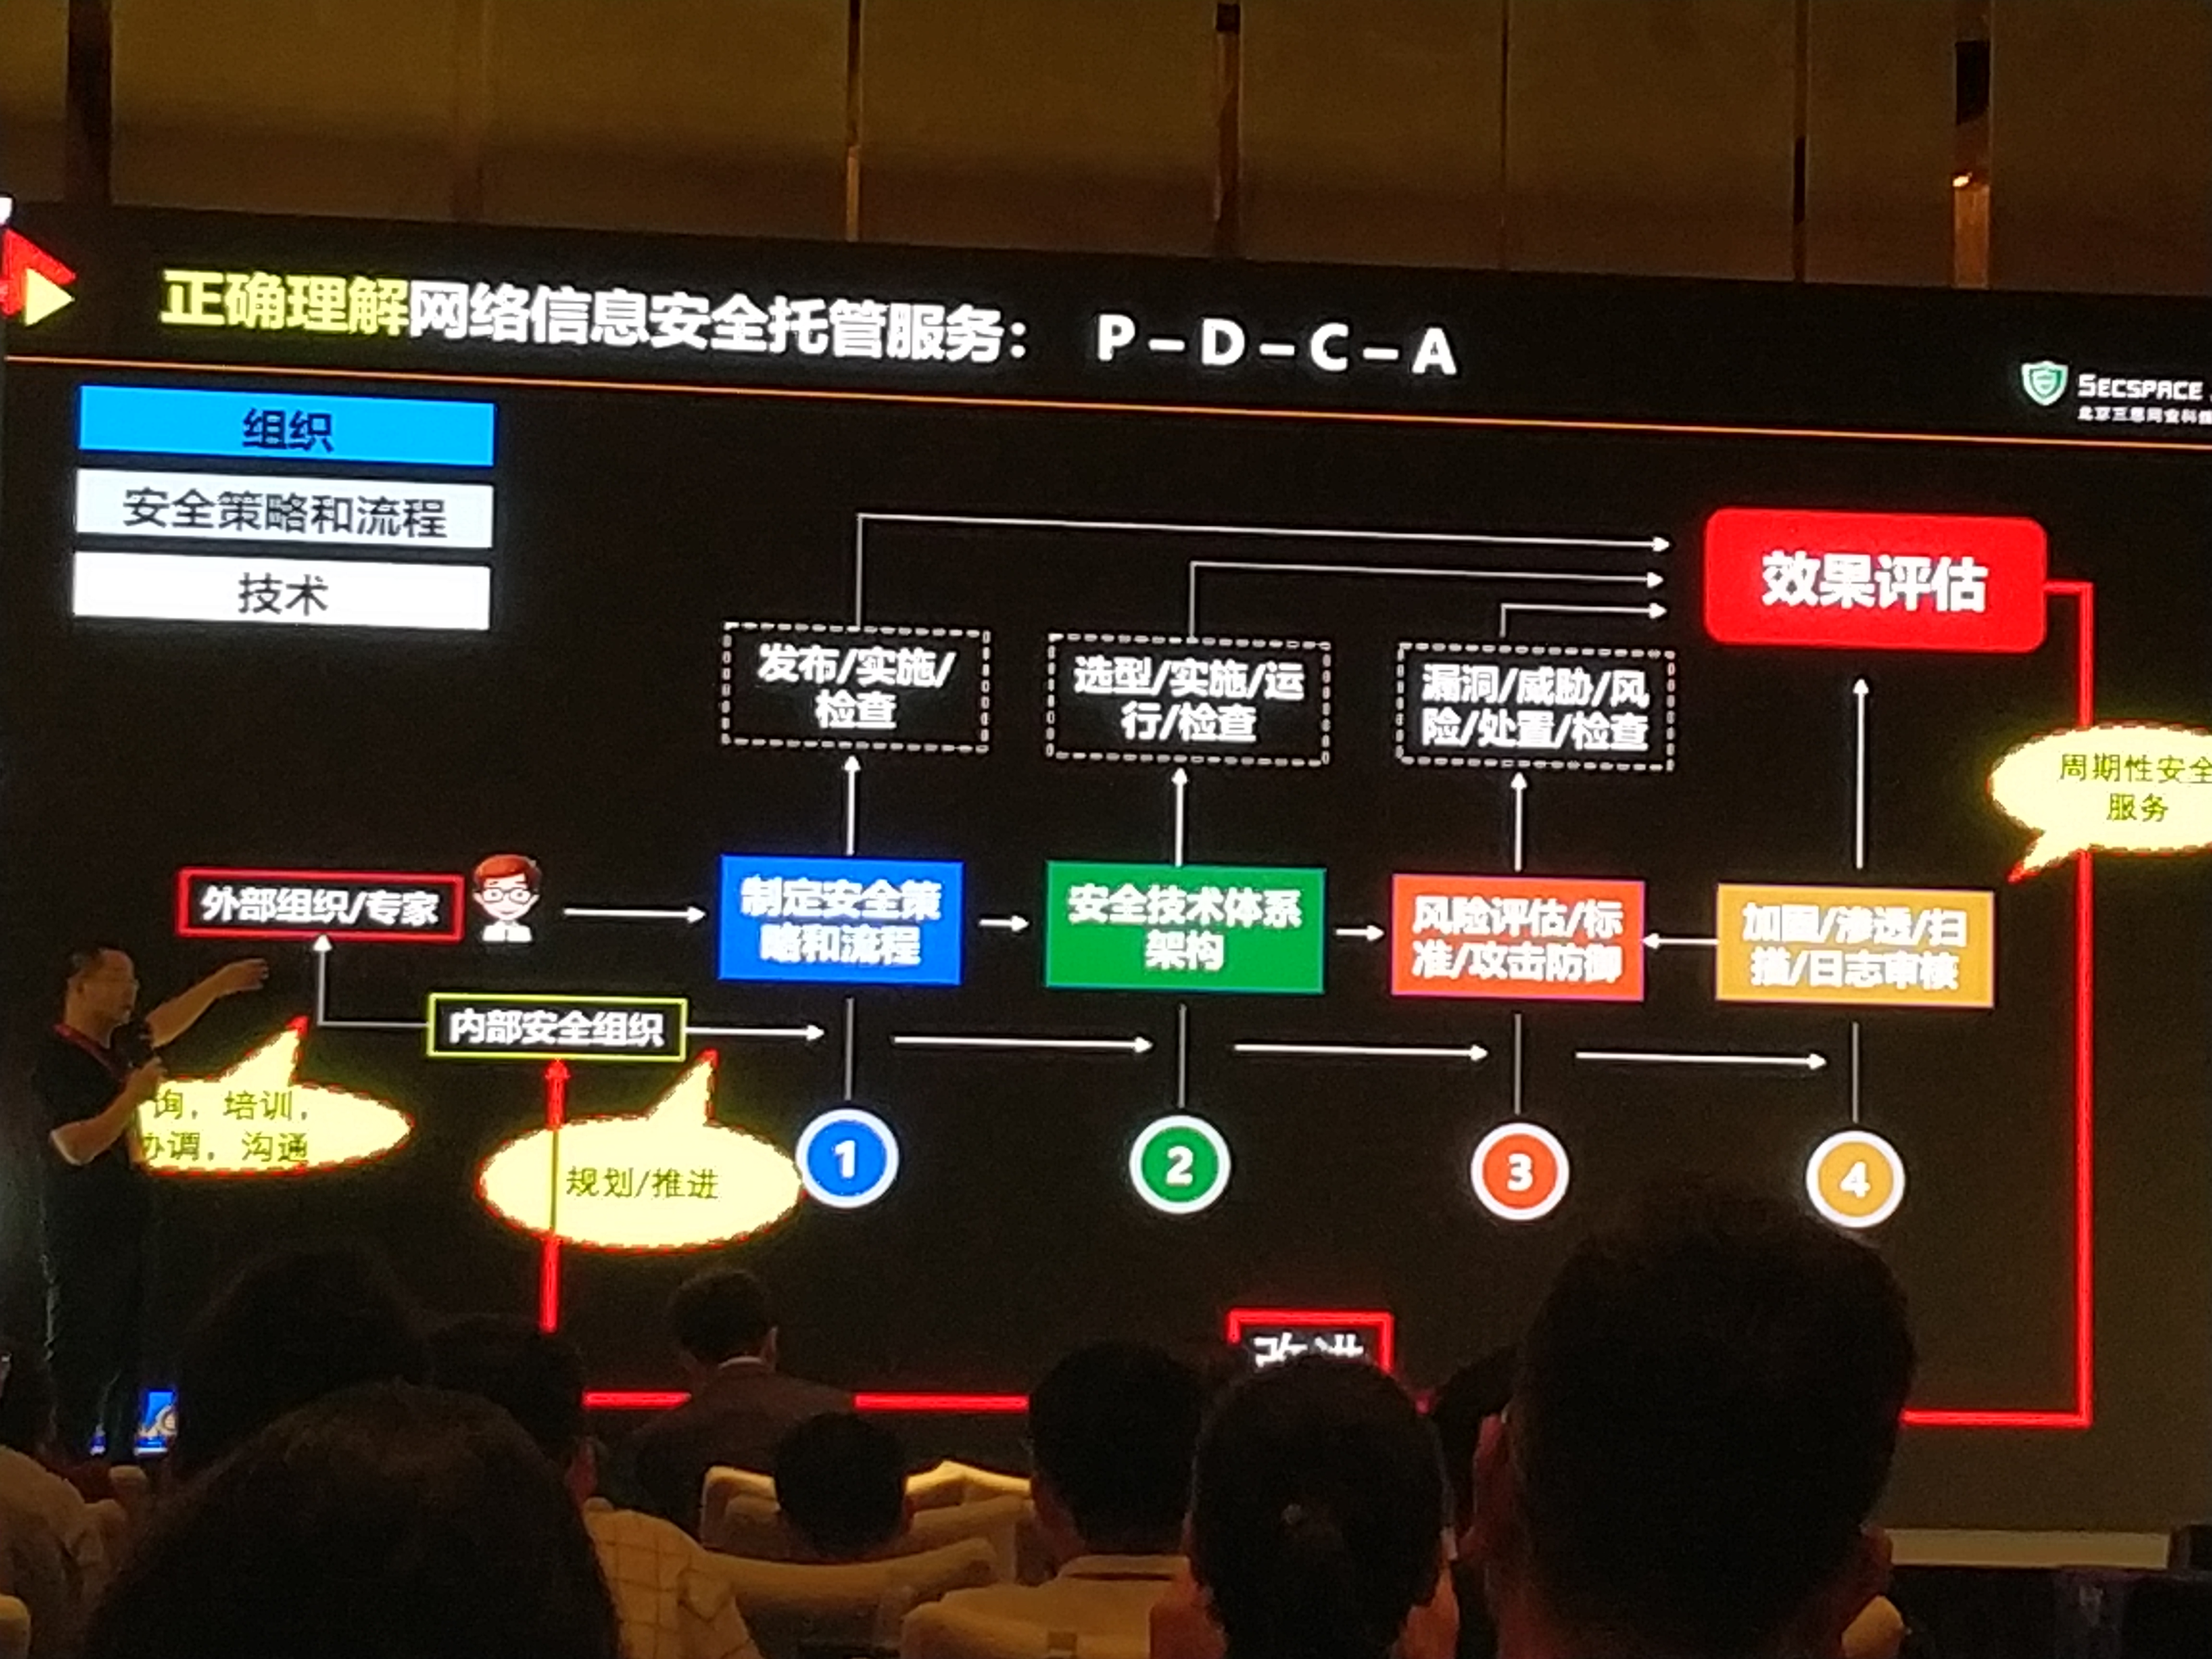 正确理解网络信息安全托管服务： P-D-C-A
SECSPACE
北京三思网安科技
组织
安全策略和流程
技术
效果评估
发布/实施/
检查
选型/实施/运
行/检查
漏洞/威胁/风
险/处置/检查
周期性安全
服务
外部组织/专家
制定安全策
略和流程
安全技术体系
架构
风险评估/标
准/攻击防御
加固/渗透/扫
描/日志审核
内部安全组织
询，培训，
协调，沟通
规划/推进
1
2
3
4
改进